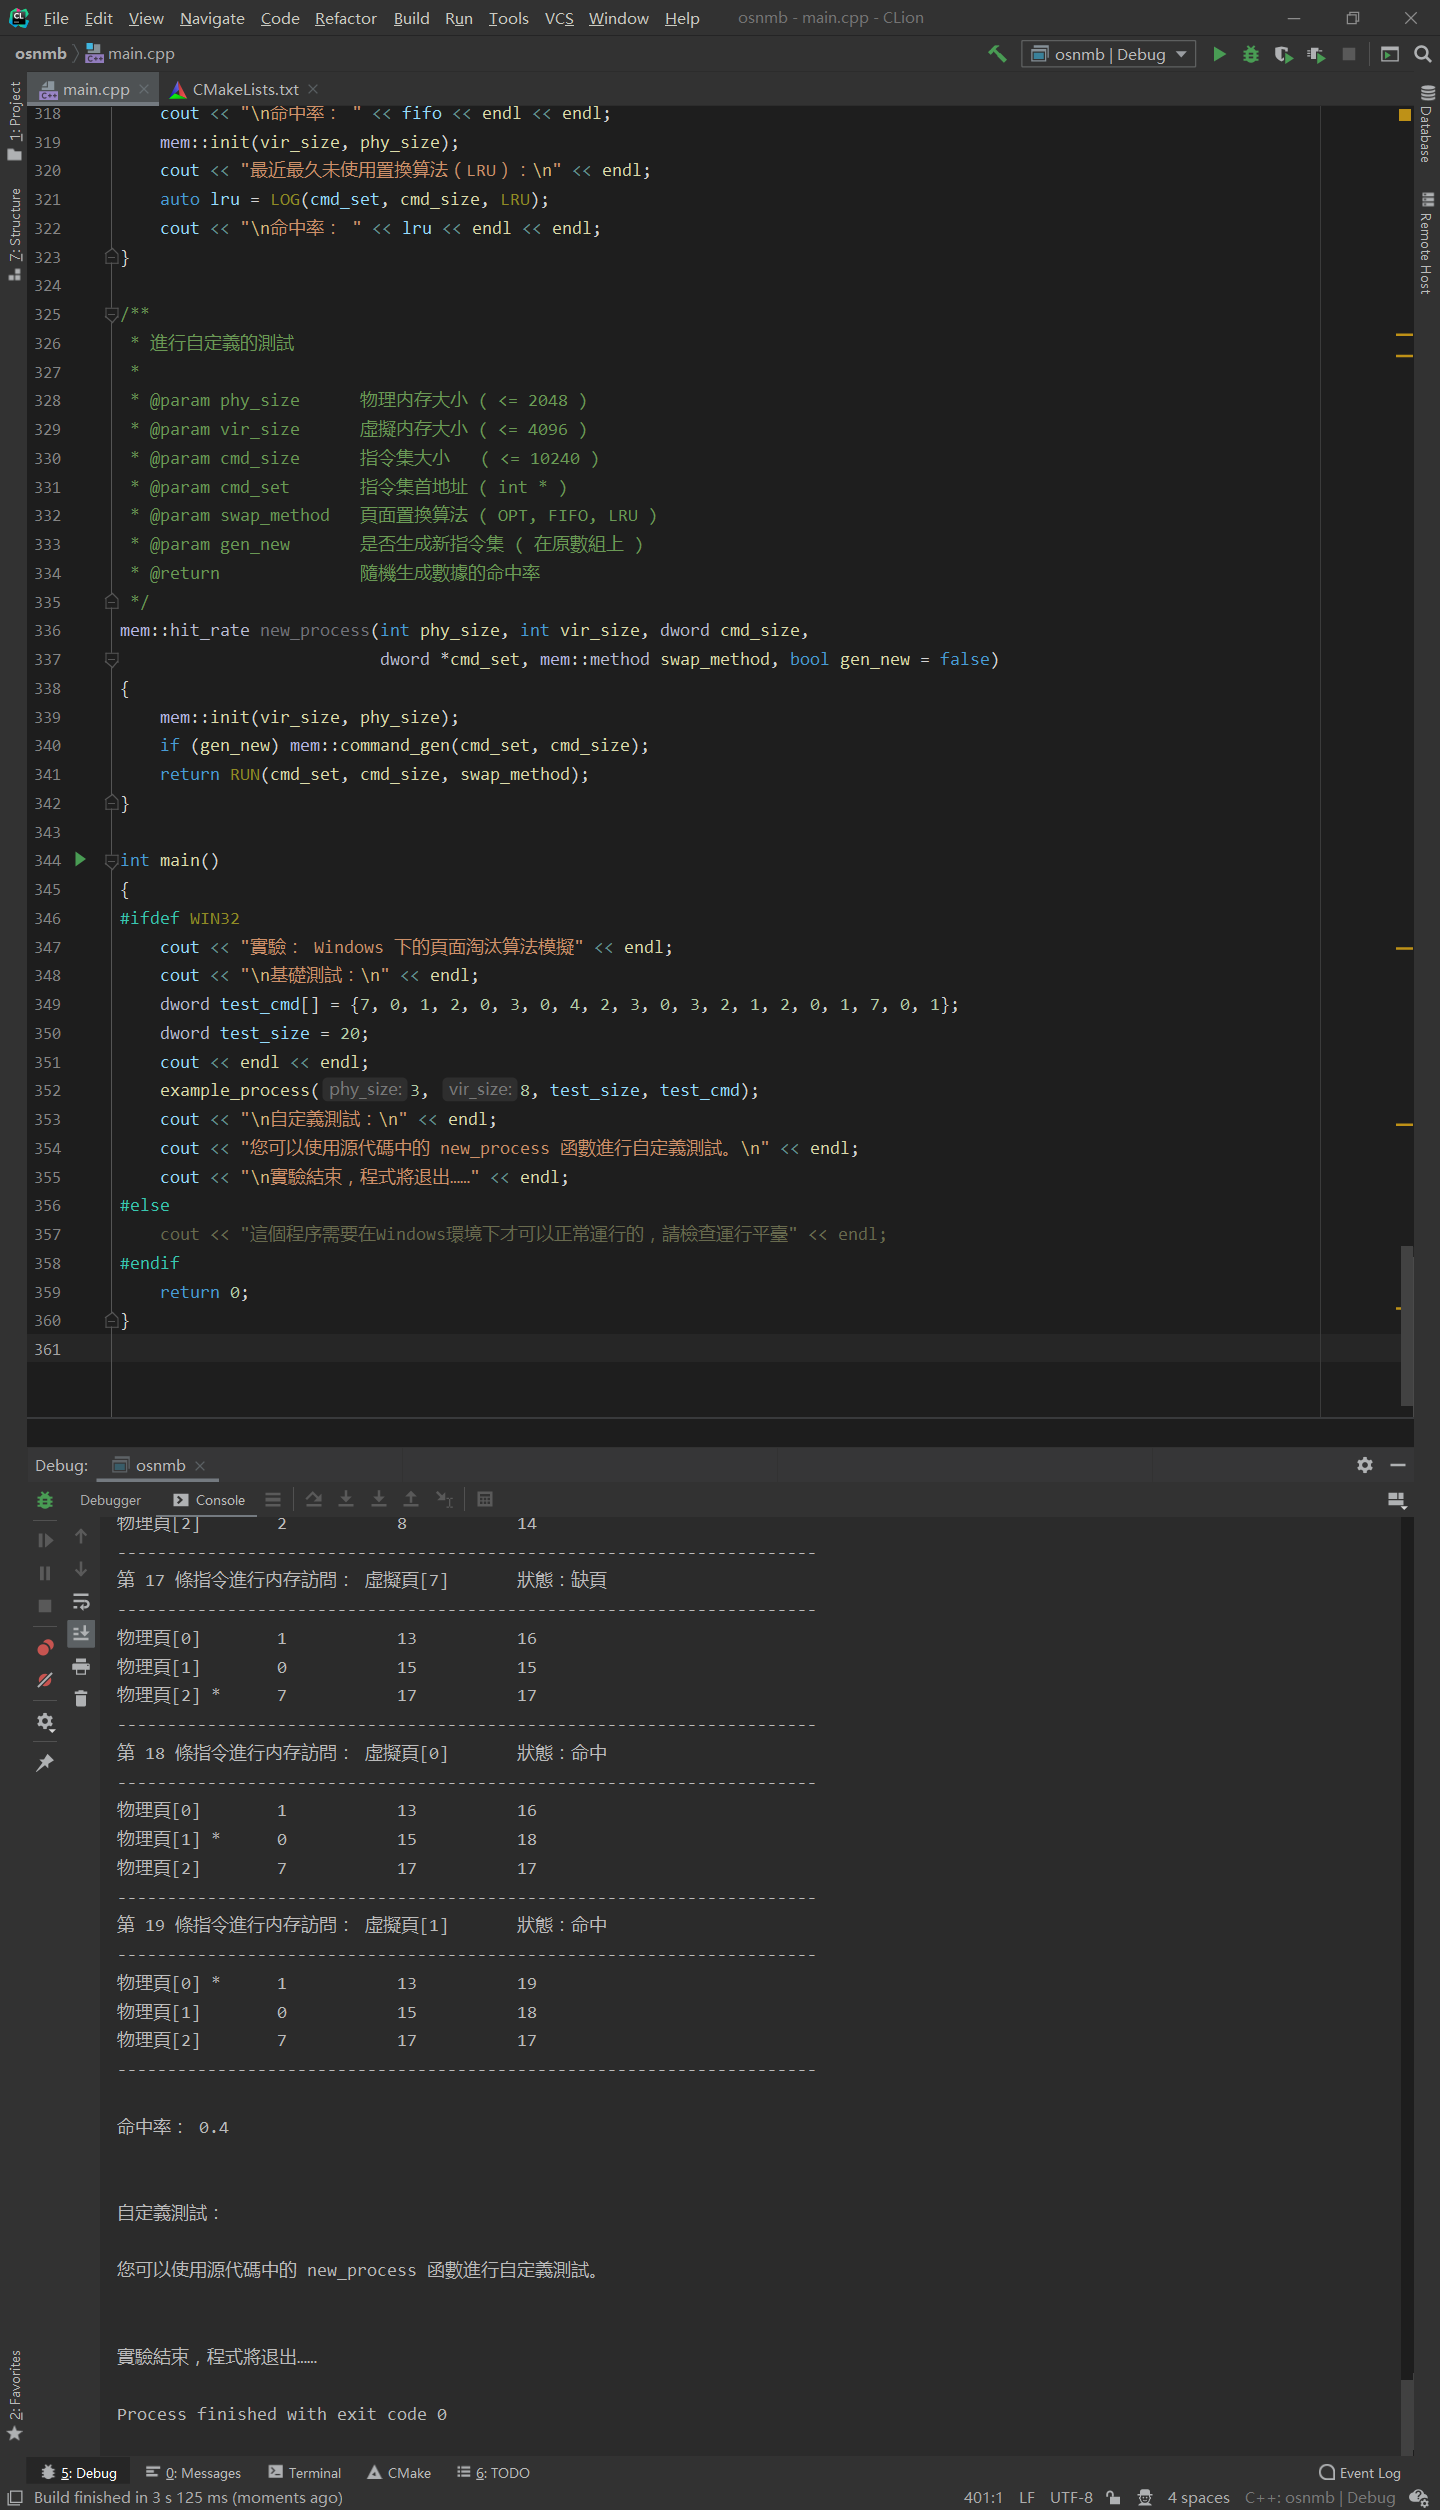 File Edit View Navigate Code Refactor Build Run Tools VCS Window Help osnmb - main.cpp - CLion
osnmb main.cpp osnmb | Debug
main.cpp CMakeLists.txt
1: Project
7: Structure
2: Favorites
Database
Remote Host
318 cout << "\n命中率： " << fifo << endl << endl;
319 mem::init(vir_size, phy_size);
320 cout << "最近最久未使用置換算法（LRU）：\n" << endl;
321 auto lru = LOG(cmd_set, cmd_size, LRU);
322 cout << "\n命中率： " << lru << endl << endl;
323 }
324
325 /**
326 * 進行自定義的測試
327 *
328 * @param phy_size 物理内存大小 ( <= 2048 )
329 * @param vir_size 虛擬内存大小 ( <= 4096 )
330 * @param cmd_size 指令集大小 ( <= 10240 )
331 * @param cmd_set 指令集首地址 ( int * )
332 * @param swap_method 頁面置換算法 ( OPT, FIFO, LRU )
333 * @param gen_new 是否生成新指令集 ( 在原數組上 )
334 * @return 隨機生成數據的命中率
335 */
336 mem::hit_rate new_process(int phy_size, int vir_size, dword cmd_size,
337 dword *cmd_set, mem::method swap_method, bool gen_new = false)
338 {
339 mem::init(vir_size, phy_size);
340 if (gen_new) mem::command_gen(cmd_set, cmd_size);
341 return RUN(cmd_set, cmd_size, swap_method);
342 }
343
344 int main()
345 {
346 #ifdef WIN32
347 cout << "實驗： Windows 下的頁面淘汰算法模擬" << endl;
348 cout << "\n基礎測試：\n" << endl;
349 dword test_cmd[] = {7, 0, 1, 2, 0, 3, 0, 4, 2, 3, 0, 3, 2, 1, 2, 0, 1, 7, 0, 1};
350 dword test_size = 20;
351 cout << endl << endl;
352 example_process( phy_size: 3, vir_size: 8, test_size, test_cmd);
353 cout << "\n自定義測試：\n" << endl;
354 cout << "您可以使用源代碼中的 new_process 函數進行自定義測試。\n" << endl;
355 cout << "\n實驗結束，程式將退出……" << endl;
356 #else
357 cout << "這個程序需要在Windows環境下才可以正常運行的，請檢查運行平臺" << endl;
358 #endif
359 return 0;
360 }
361
Debug: osnmb
Debugger Console
物理頁[2] 2 8 14
----------------------------------------------------------------------
第 17 條指令進行内存訪問： 虛擬頁[7] 狀態：缺頁
----------------------------------------------------------------------
物理頁[0] 1 13 16
物理頁[1] 0 15 15
物理頁[2] * 7 17 17
----------------------------------------------------------------------
第 18 條指令進行内存訪問： 虛擬頁[0] 狀態：命中
----------------------------------------------------------------------
物理頁[0] 1 13 16
物理頁[1] * 0 15 18
物理頁[2] 7 17 17
----------------------------------------------------------------------
第 19 條指令進行内存訪問： 虛擬頁[1] 狀態：命中
----------------------------------------------------------------------
物理頁[0] * 1 13 19
物理頁[1] 0 15 18
物理頁[2] 7 17 17
----------------------------------------------------------------------
命中率： 0.4
自定義測試：
您可以使用源代碼中的 new_process 函數進行自定義測試。
實驗結束，程式將退出……
Process finished with exit code 0
5: Debug 0: Messages Terminal CMake 6: TODO Event Log
Build finished in 3 s 125 ms (moments ago) 401:1 LF UTF-8 4 spaces C++: osnmb | Debug